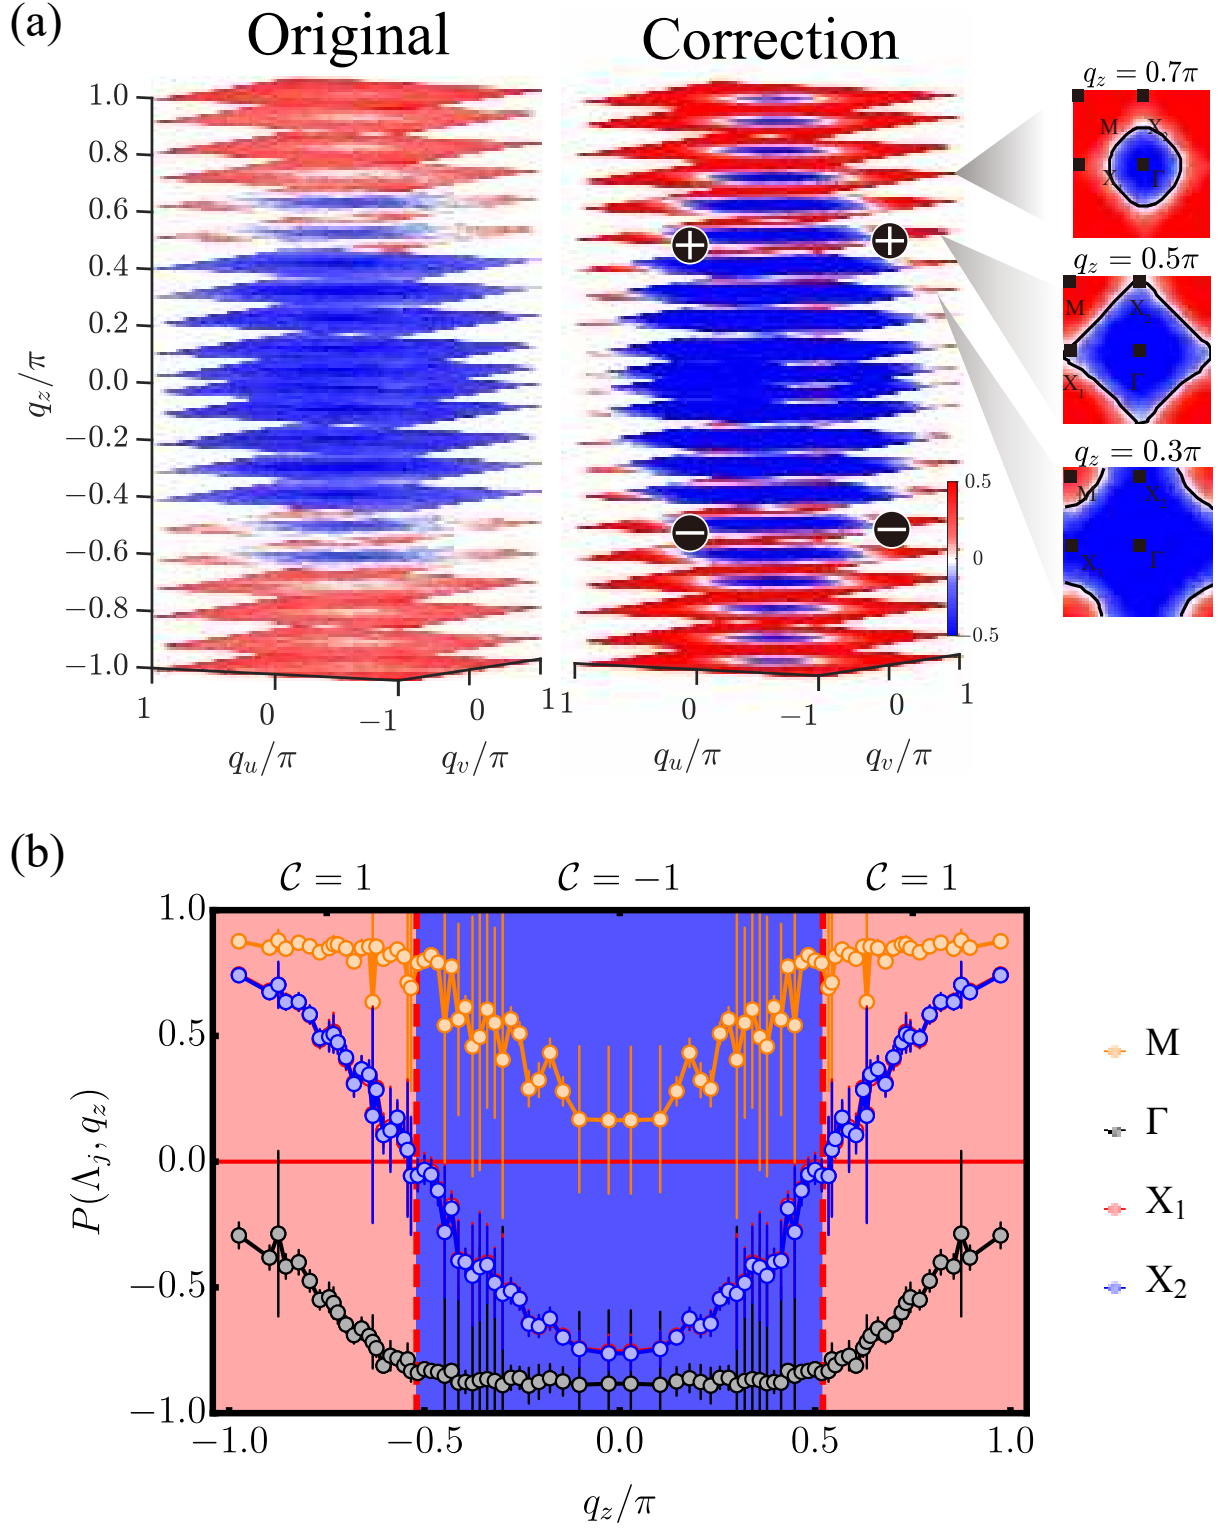 (a)
Original
Correction
q_z = 0.7π
M
X_2
X_1
Γ
q_z = 0.5π
M
X_2
X_1
Γ
q_z = 0.3π
M
X_2
X_1
Γ
q_z/π
1.0
0.8
0.6
0.4
0.2
0.0
−0.2
−0.4
−0.6
−0.8
−1.0
0.5
0
−0.5
+ +
− −
1 0 −1 0 1
q_u/π q_v/π
1 0 −1 0 1
q_u/π q_v/π
(b)
C = 1 C = −1 C = 1
P(Λ_j, q_z)
1.0
0.5
0.0
−0.5
−1.0
−1.0 −0.5 0.0 0.5 1.0
q_z/π
M
Γ
X_1
X_2